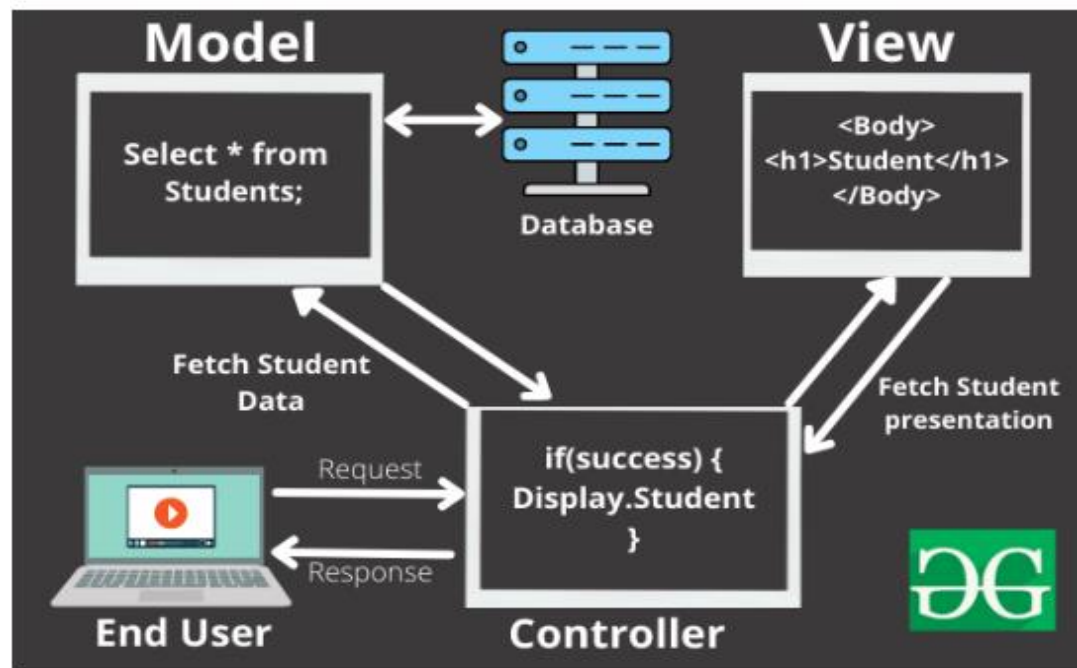 Model
View
Select * from
Students;
<Body>
<h1>Student</h1>
</Body>
Database
Fetch Student
Data
Fetch Student
presentation
Request
Response
if(success) {
Display.Student
}
End User
Controller